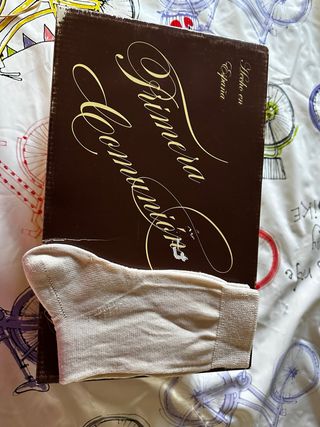 Primera
Comunión
Hecho en
España